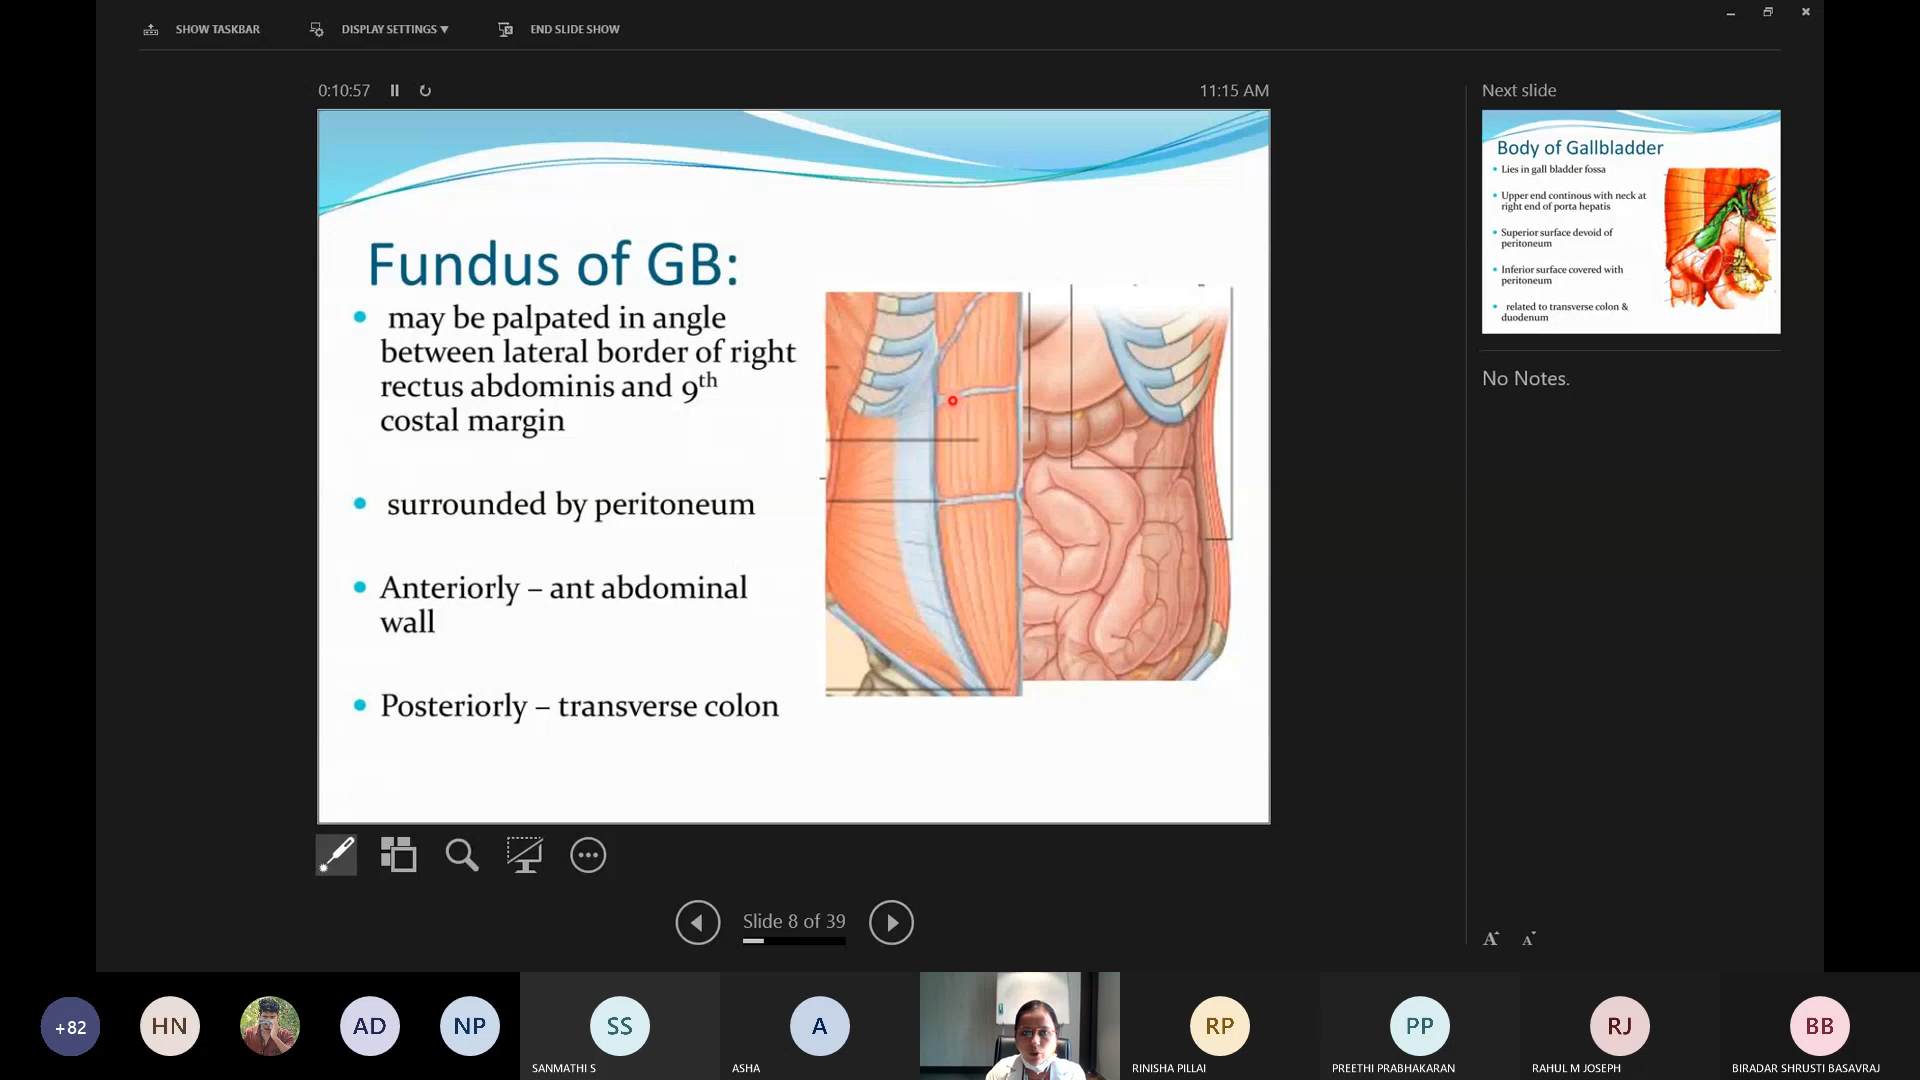 SHOW TASKBAR
DISPLAY SETTINGS ▼
END SLIDE SHOW
0:10:57
11:15 AM
Next slide
Fundus of GB:
may be palpated in angle
between lateral border of right
rectus abdominis and 9th
costal margin
surrounded by peritoneum
Anteriorly – ant abdominal
wall
Posteriorly – transverse colon
Body of Gallbladder
Lies in gall bladder fossa
Upper end continous with neck at
right end of porta hepatis
Superior surface devoid of
peritoneum
Inferior surface covered with
peritoneum
related to transverse colon &
duodenum
No Notes.
Slide 8 of 39
A A
+82
HN
AD
NP
SS
SANMATHI S
A
ASHA
RP
RINISHA PILLAI
PP
PREETHI PRABHAKARAN
RJ
RAHUL M JOSEPH
BB
BIRADAR SHRUSTI BASAVRAJ